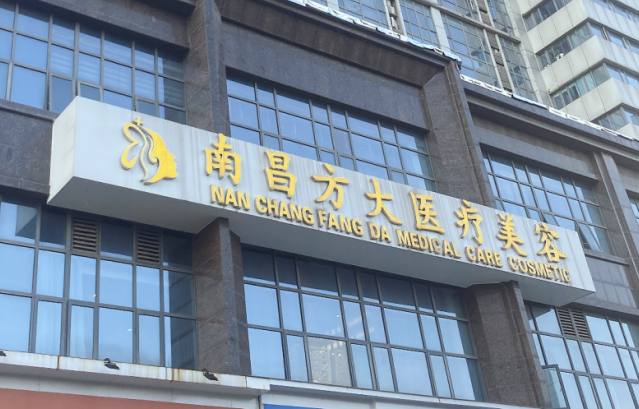 南昌方大医疗美容
NAN CHANG FANG DA MEDICAL CARE COSMETIC